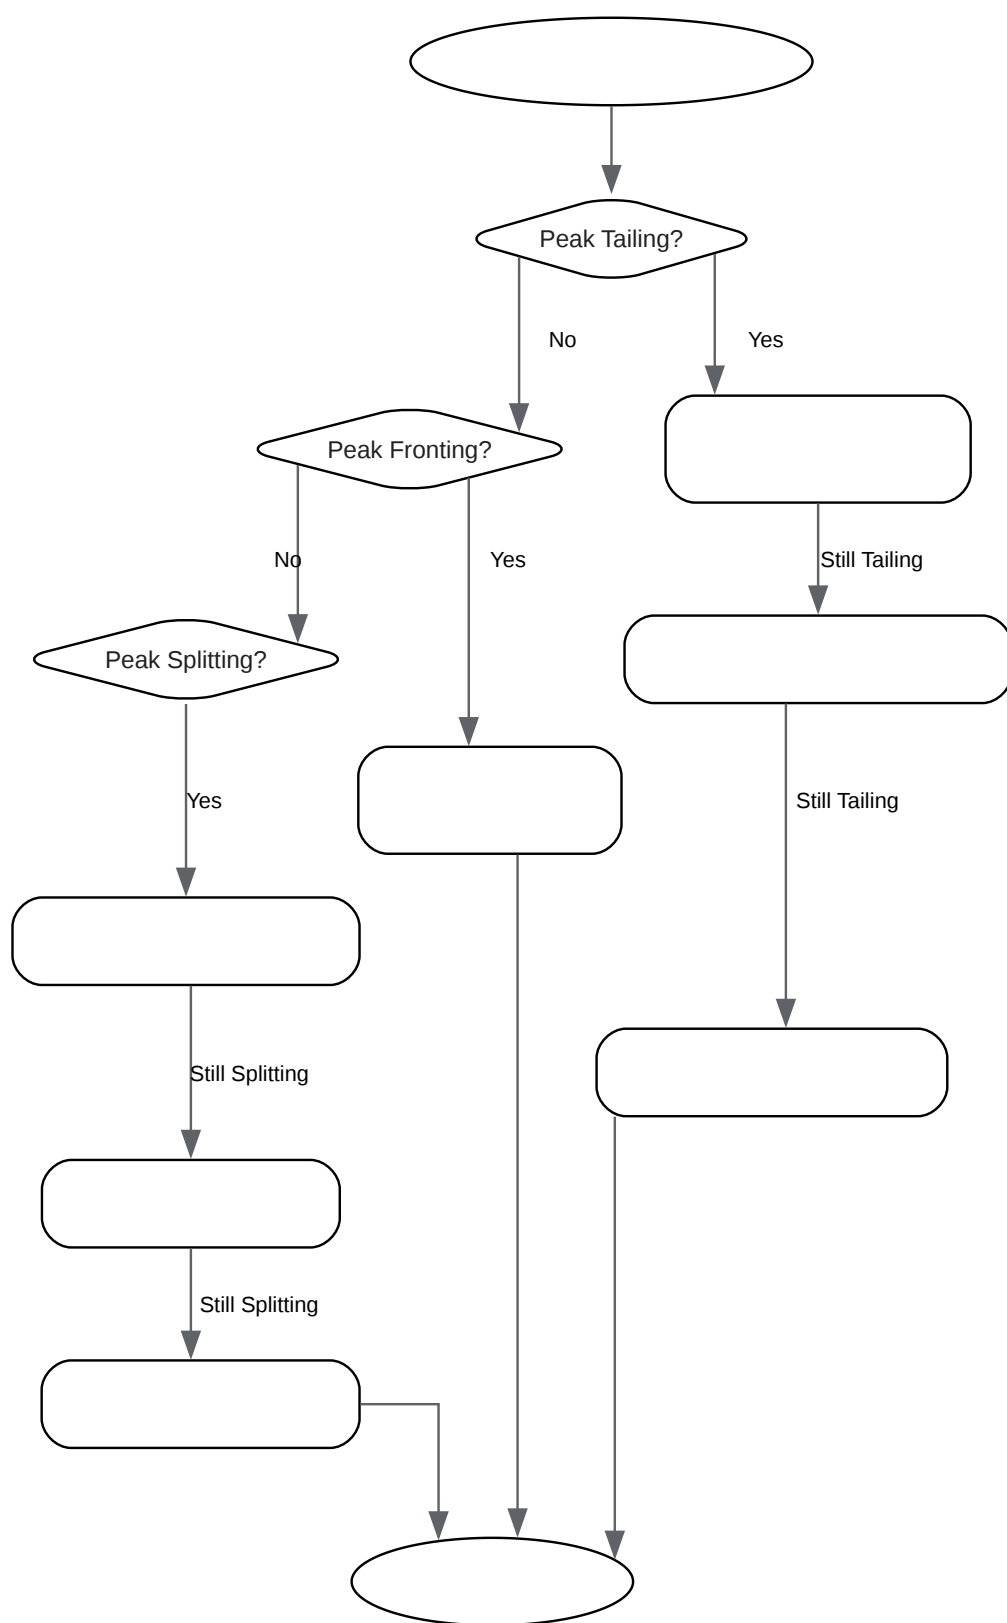 Peak Tailing?
No
Yes
Peak Fronting?
No
Yes
Still Tailing
Peak Splitting?
Yes
Still Tailing
Still Splitting
Still Splitting